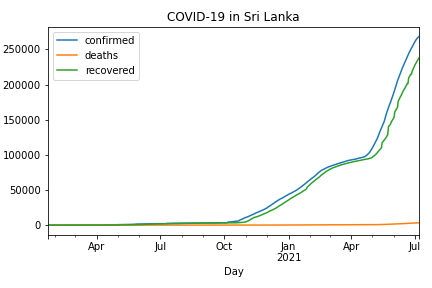 COVID-19 in Sri Lanka
confirmed
deaths
recovered
250000
200000
150000
100000
50000
0
Apr Jul Oct Jan Apr Jul
2021
Day